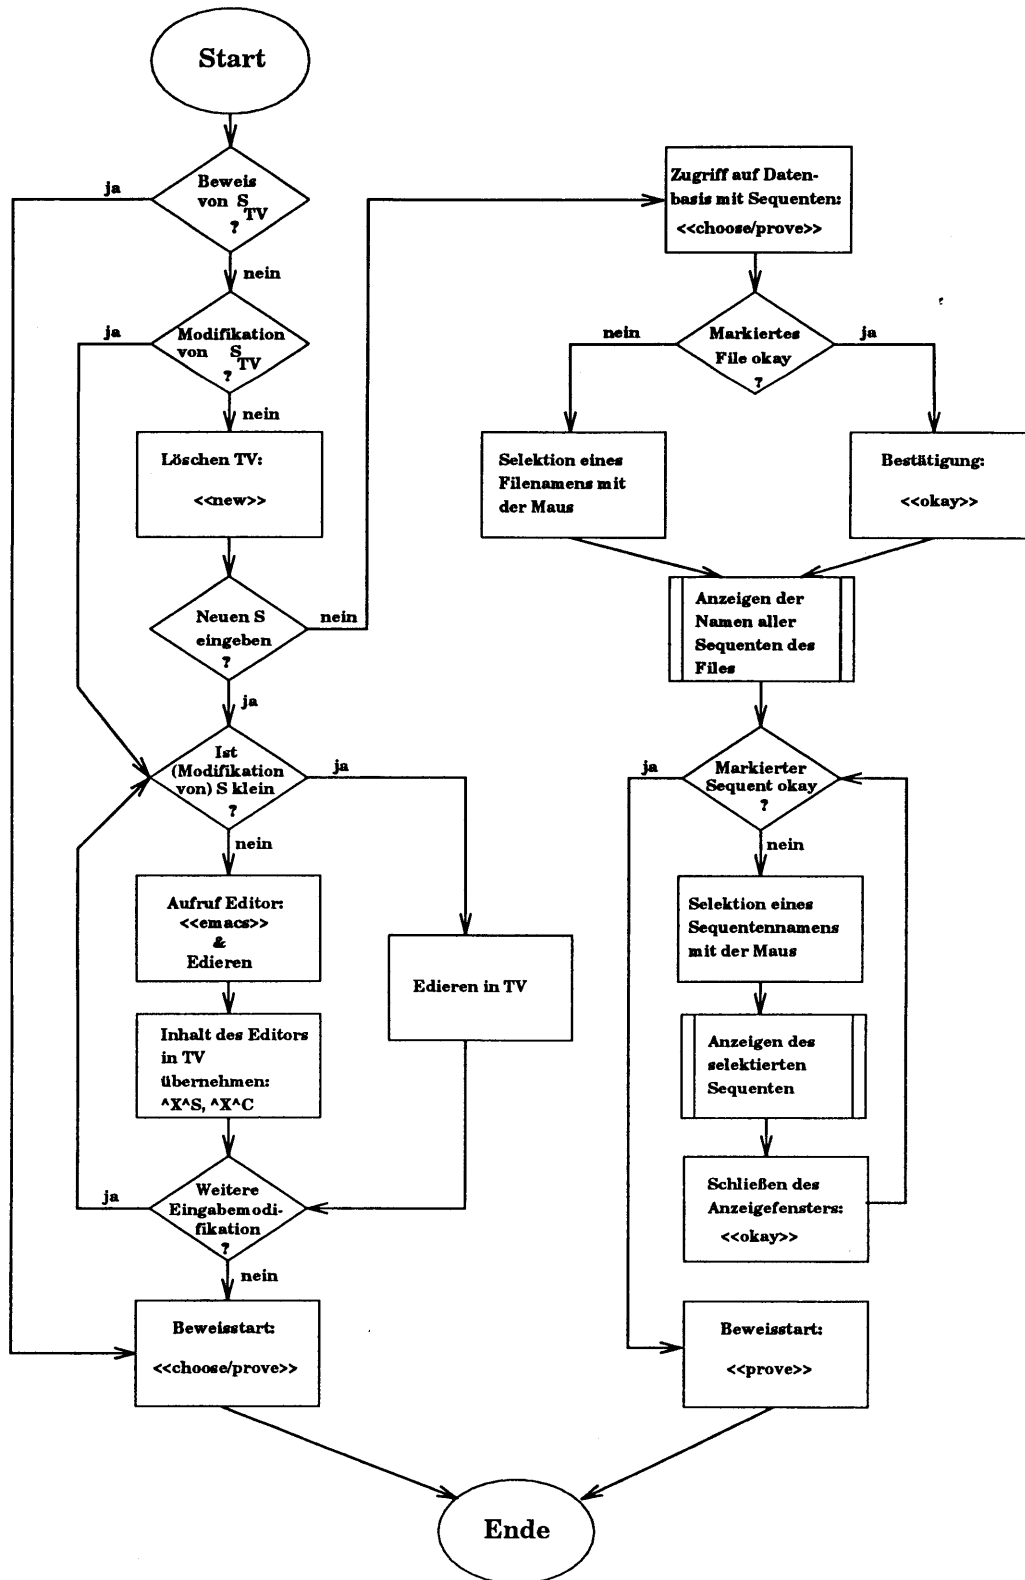 Start
Beweis
von S
TV
?
ja
nein
Modifikation
von S
TV
?
ja
nein
Löschen TV:
<<new>>
Neuen S
eingeben
?
nein
ja
Ist
(Modifikation
von) S klein
?
ja
nein
Aufruf Editor:
<<emacs>>
&
Edieren
Edieren in TV
Inhalt des Editors
in TV
übernehmen:
^X^S, ^X^C
Weitere
Eingabemodi-
fikation
?
ja
nein
Beweisstart:
<<choose/prove>>
Zugriff auf Daten-
basis mit Sequenten:
<<choose/prove>>
Markiertes
File okay
?
nein
ja
Selektion eines
Filenamens mit
der Maus
Bestätigung:
<<okay>>
Anzeigen der
Namen aller
Sequenten des
Files
Markierter
Sequent okay
?
ja
nein
Selektion eines
Sequentennamens
mit der Maus
Anzeigen des
selektierten
Sequenten
Schließen des
Anzeigefensters:
<<okay>>
Beweisstart:
<<prove>>
Ende